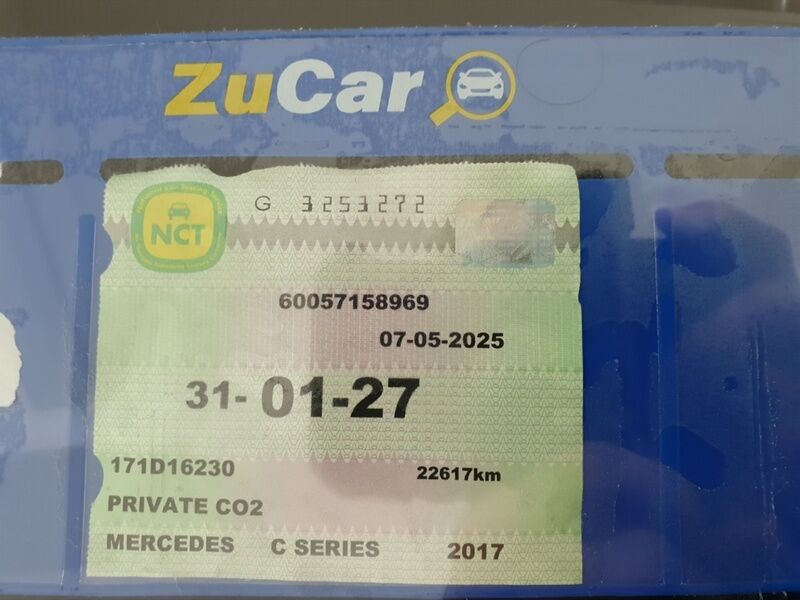 ZuCar
G 3253272
NCT
60057158969
07-05-2025
31-01-27
171D16230 22617km
PRIVATE CO2
MERCEDES C SERIES 2017